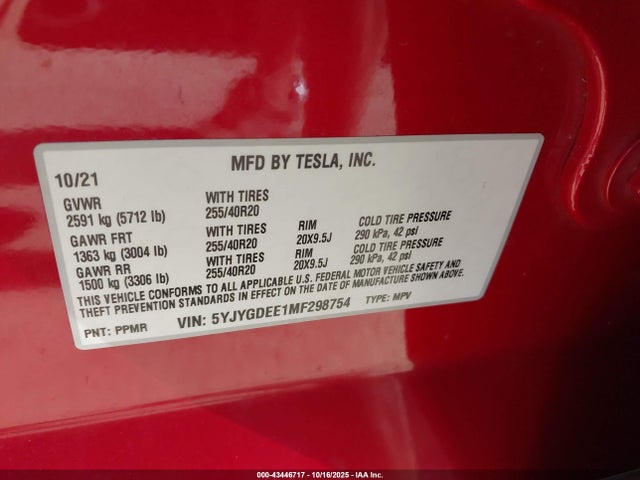 MFD BY TESLA, INC.
10/21
GVWR WITH TIRES
2591 kg (5712 lb) 255/40R20
GAWR FRT WITH TIRES RIM COLD TIRE PRESSURE
1363 kg (3004 lb) 255/40R20 20X9.5J 290 kPa, 42 psi
GAWR RR WITH TIRES RIM COLD TIRE PRESSURE
1500 kg (3306 lb) 255/40R20 20X9.5J 290 kPa, 42 psi
THIS VEHICLE CONFORMS TO ALL APPLICABLE U.S. FEDERAL MOTOR VEHICLE SAFETY AND
THEFT PREVENTION STANDARDS IN EFFECT ON THE DATE OF MANUFACTURE SHOWN ABOVE.
PNT: PPMR VIN: 5YJYGDEE1MF298754 TYPE: MPV
000-43446717 - 10/16/2025 - IAA Inc.